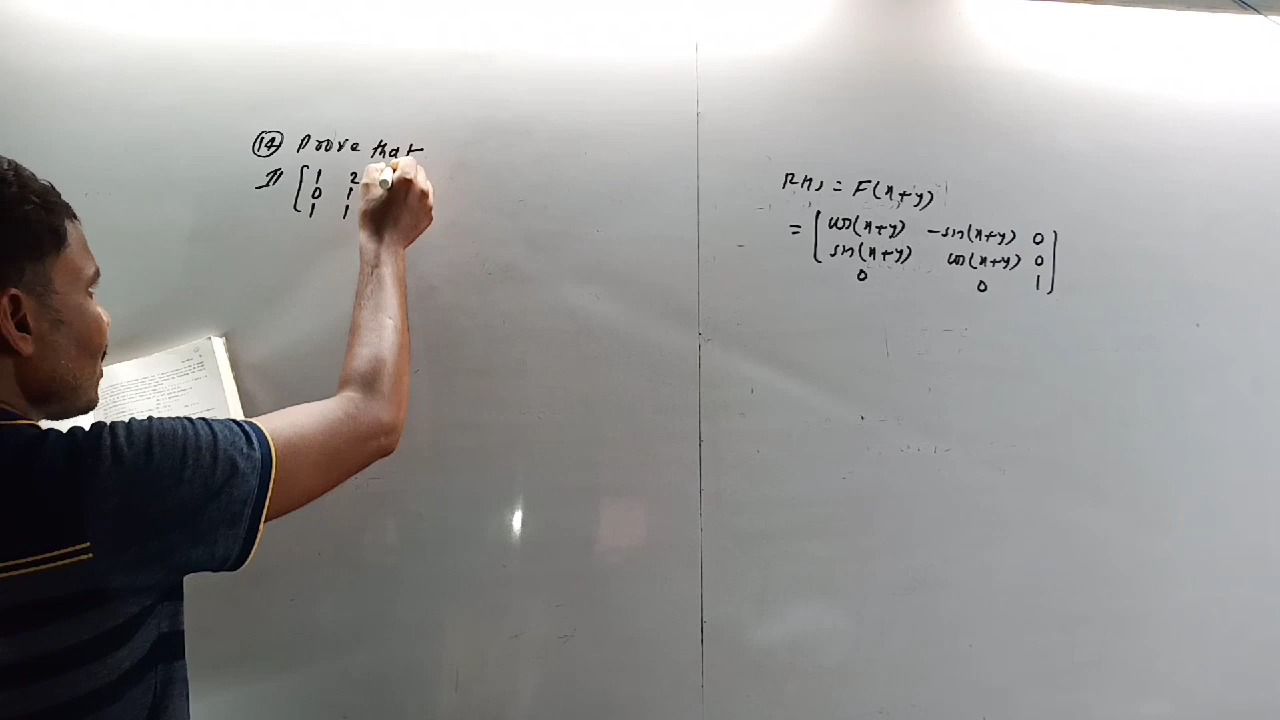 (14) Prove that
II [ 1 2
0 1
1 1
RHS = F(x+y)
= [ cos(x+y) -sin(x+y) 0
sin(x+y) cos(x+y) 0
0 0 1 ]